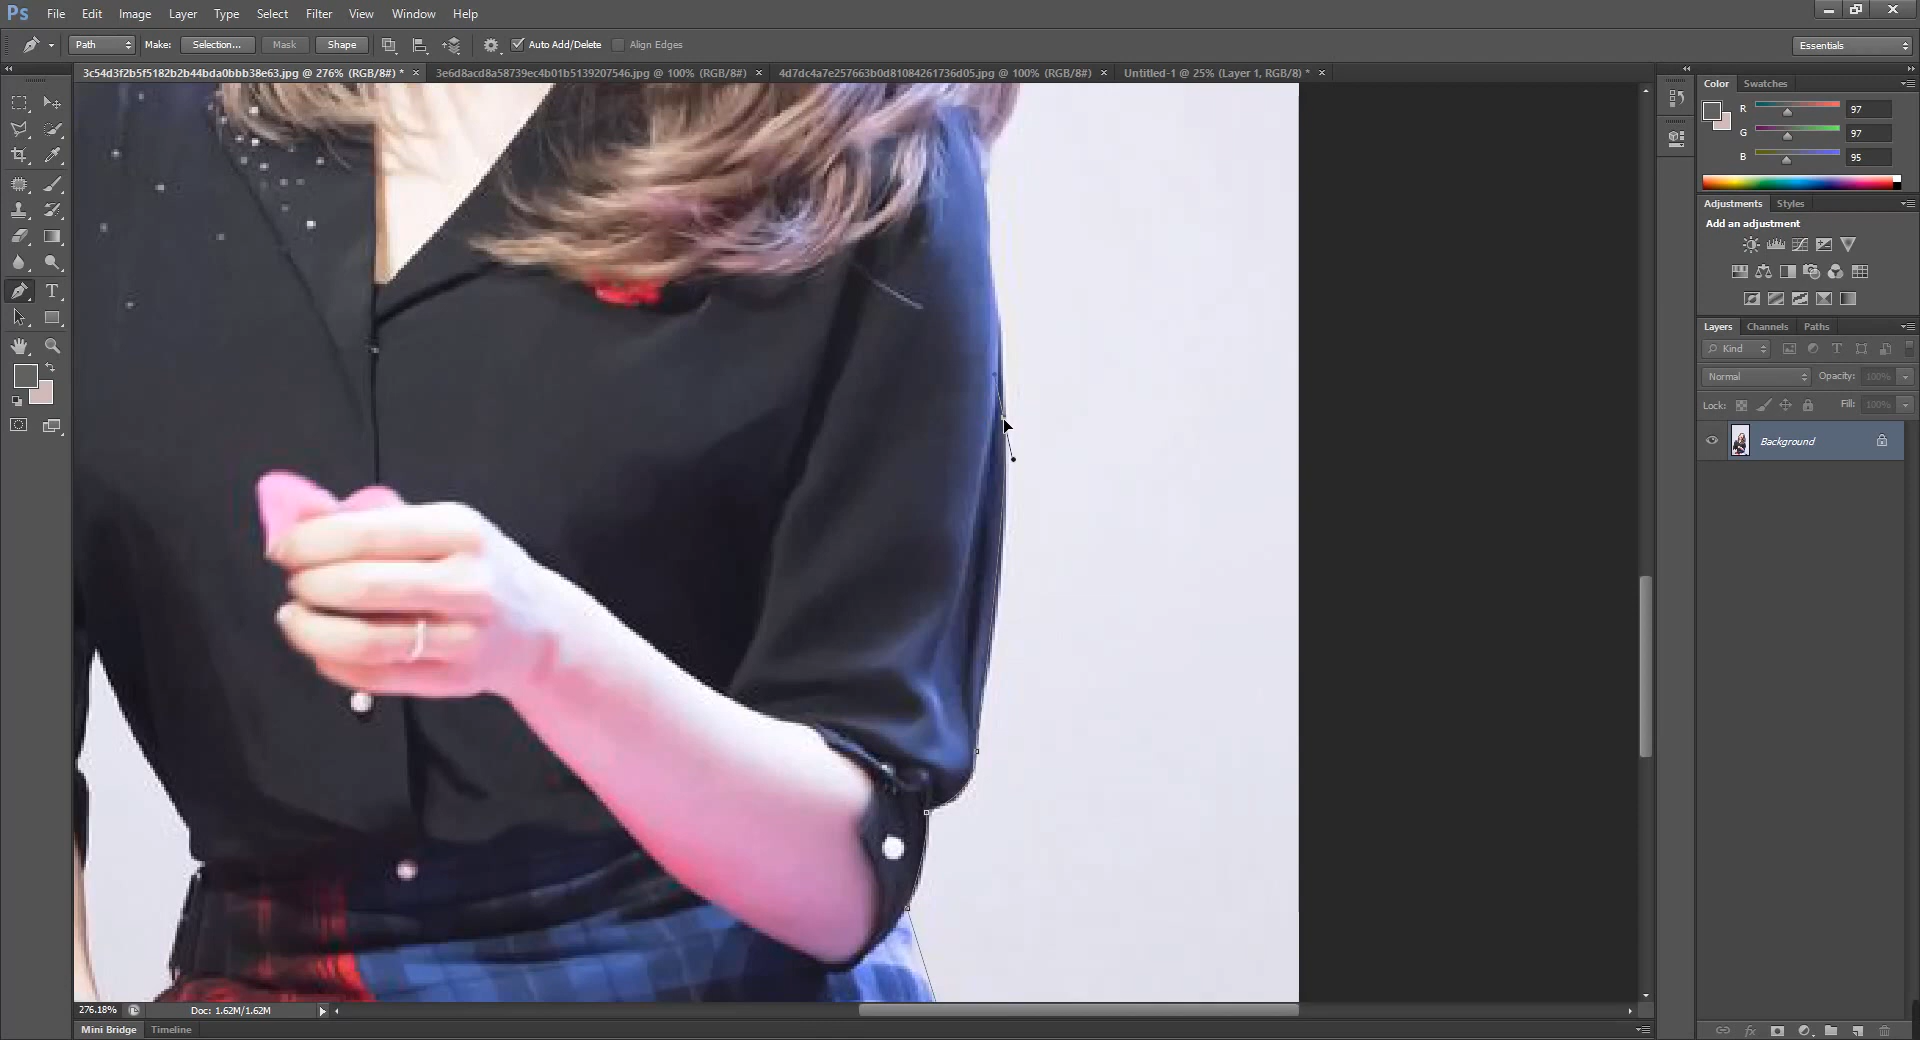 Ps File Edit Image Layer Type Select Filter View Window Help
Path Make: Selection... Mask Shape Auto Add/Delete Align Edges Essentials
3c54d3f2b5f5182b2b44bda0bbb38e63.jpg @ 276% (RGB/8#) * × 3e6d8acd8a58739ec4b01b5139207546.jpg @ 100% (RGB/8#) × 4d7dc4a7e257663b0d81084261736d05.jpg @ 100% (RGB/8#) × Untitled-1 @ 25% (Layer 1, RGB/8) * ×
Color Swatches
R 97
G 97
B 95
Adjustments Styles
Add an adjustment
Layers Channels Paths
Kind
Normal Opacity: 100%
Lock: Fill: 100%
Background
276.18% Doc: 1.62M/1.62M
Mini Bridge Timeline